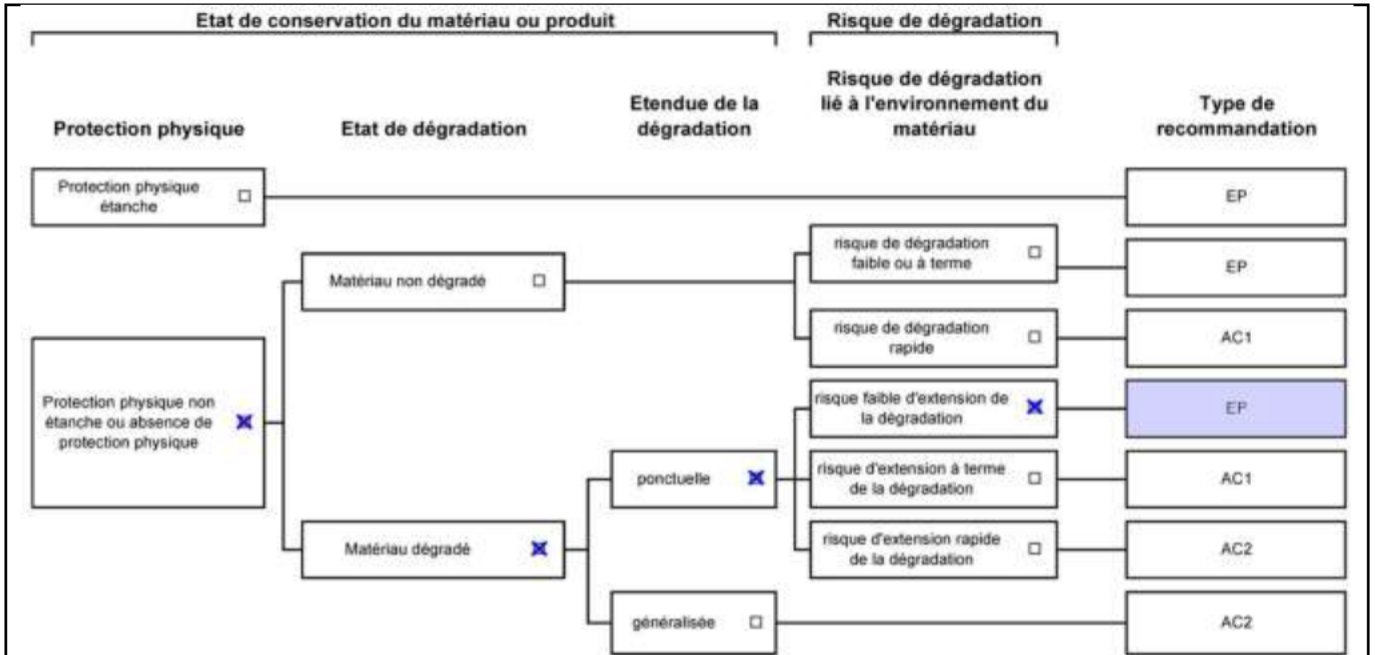 Etat de conservation du matériau ou produit
Risque de dégradation
Protection physique
Etat de dégradation
Etendue de la
dégradation
Risque de dégradation
lié à l'environnement du
matériau
Type de
recommandation
Protection physique
étanche
EP
Matériau non dégradé
risque de dégradation
faible ou à terme
EP
risque de dégradation
rapide
AC1
Protection physique non
étanche ou absence de
protection physique
risque faible d'extension de
la dégradation
EP
ponctuelle
risque d'extension à terme
de la dégradation
AC1
Matériau dégradé
risque d'extension rapide
de la dégradation
AC2
généralisée
AC2